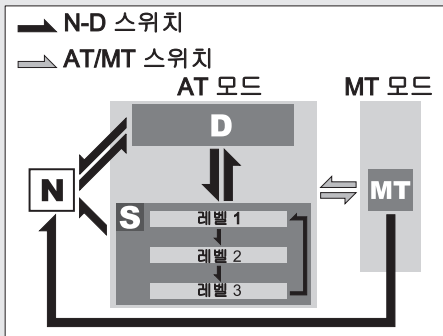 N-D 스위치
AT/MT 스위치
AT 모드 MT 모드
D
N
MT
S
레벨 1
레벨 2
레벨 3